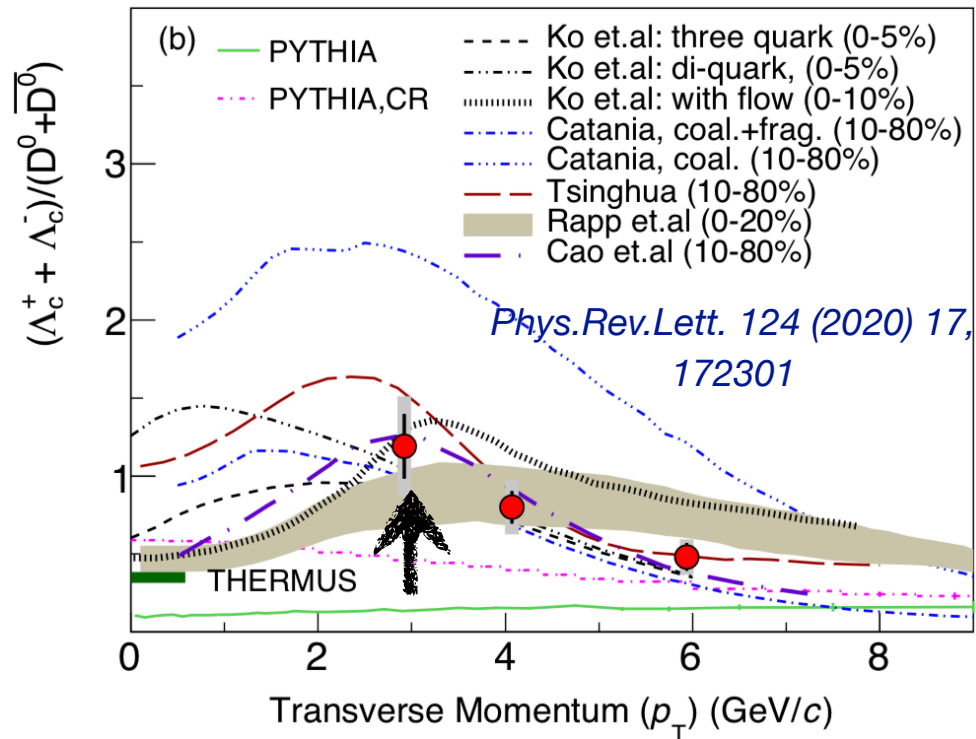 (b)
PYTHIA
PYTHIA,CR
Ko et.al: three quark (0-5%)
Ko et.al: di-quark, (0-5%)
Ko et.al: with flow (0-10%)
Catania, coal.+frag. (10-80%)
Catania, coal. (10-80%)
Tsinghua (10-80%)
Rapp et.al (0-20%)
Cao et.al (10-80%)
Phys.Rev.Lett. 124 (2020) 17,
172301
THERMUS
(Λc+ + Λc-)/(D0+D̅0̅)
3
2
1
0 2 4 6 8
Transverse Momentum (pT) (GeV/c)